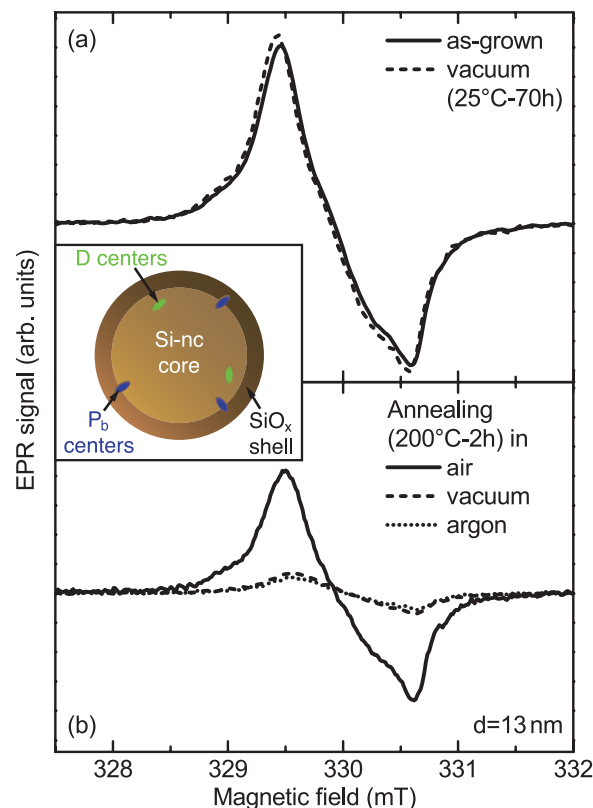 (a)
as-grown
vacuum
(25°C-70h)
EPR signal (arb. units)
D centers
Si-nc
core
P_b
centers
SiO_x
shell
Annealing
(200°C-2h) in
air
vacuum
argon
(b)
d=13 nm
328 329 330 331 332
Magnetic field (mT)